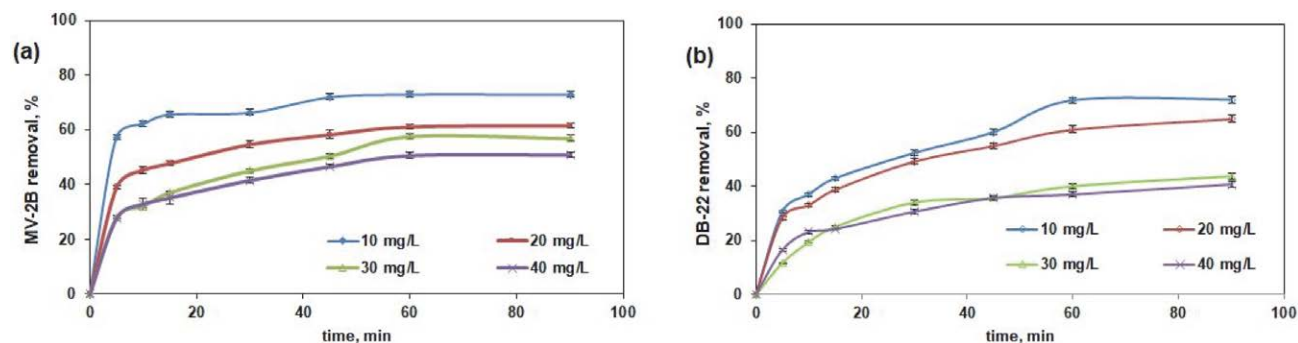 (a)
MV-2B removal, %
100
80
60
40
20
0
10 mg/L
20 mg/L
30 mg/L
40 mg/L
0 20 40 60 80 100
time, min
(b)
DB-22 removal, %
100
80
60
40
20
0
10 mg/L
20 mg/L
30 mg/L
40 mg/L
0 20 40 60 80 100
time, min